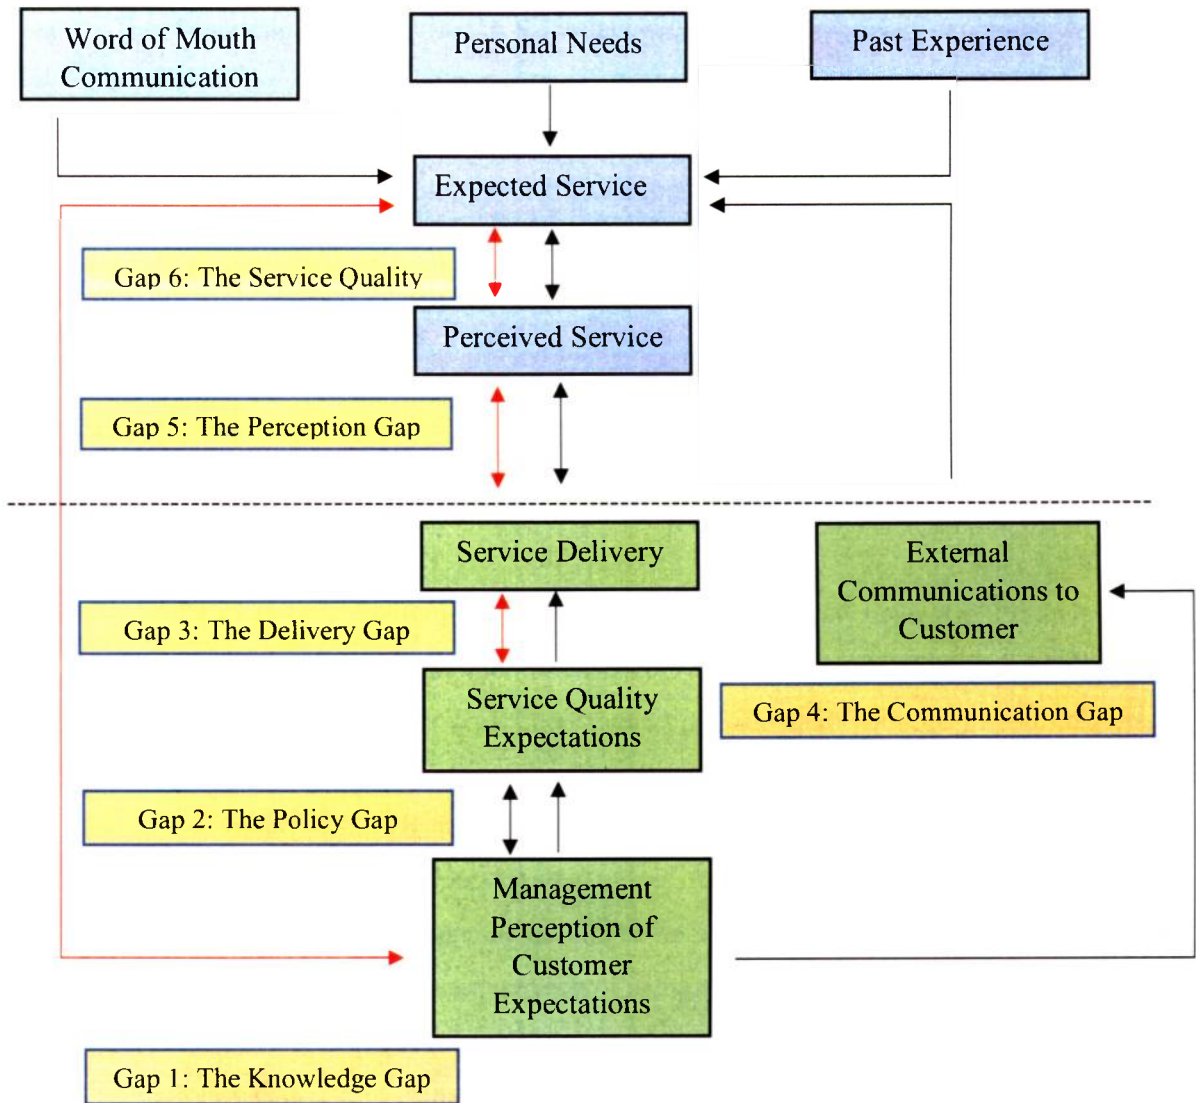 Word of Mouth
Communication
Personal Needs
Past Experience
Expected Service
Gap 6: The Service Quality
Perceived Service
Gap 5: The Perception Gap
Service Delivery
External
Communications to
Customer
Gap 3: The Delivery Gap
Service Quality
Expectations
Gap 4: The Communication Gap
Gap 2: The Policy Gap
Management
Perception of
Customer
Expectations
Gap 1: The Knowledge Gap